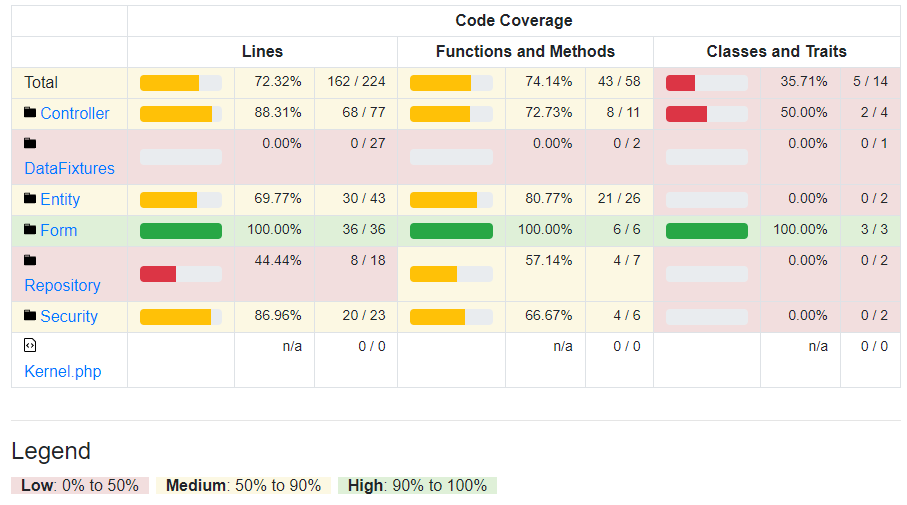 Code Coverage
Lines Functions and Methods Classes and Traits
Total 72.32% 162 / 224 74.14% 43 / 58 35.71% 5 / 14
Controller 88.31% 68 / 77 72.73% 8 / 11 50.00% 2 / 4
0.00% 0 / 27 0.00% 0 / 2 0.00% 0 / 1
DataFixtures
Entity 69.77% 30 / 43 80.77% 21 / 26 0.00% 0 / 2
Form 100.00% 36 / 36 100.00% 6 / 6 100.00% 3 / 3
44.44% 8 / 18 57.14% 4 / 7 0.00% 0 / 2
Repository
Security 86.96% 20 / 23 66.67% 4 / 6 0.00% 0 / 2
n/a 0 / 0 n/a 0 / 0 n/a 0 / 0
Kernel.php
Legend
Low: 0% to 50% Medium: 50% to 90% High: 90% to 100%